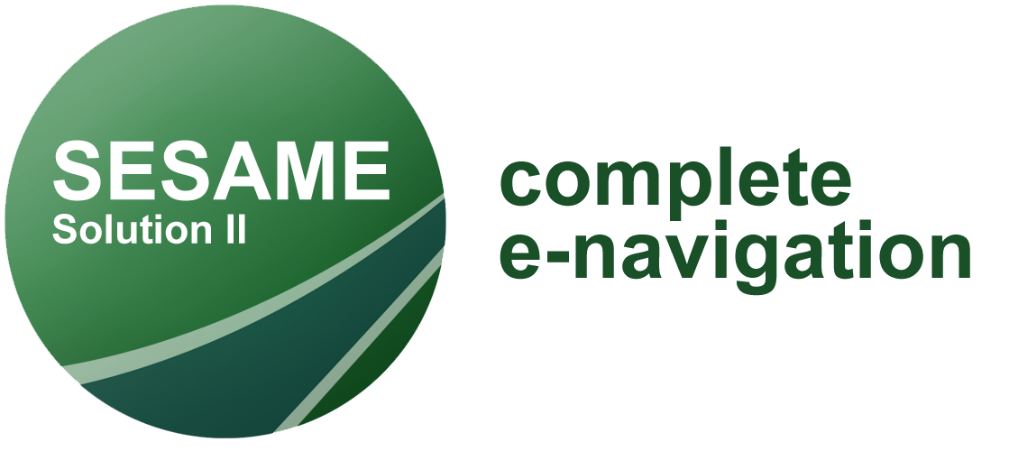 SESAME
Solution II
complete
e-navigation